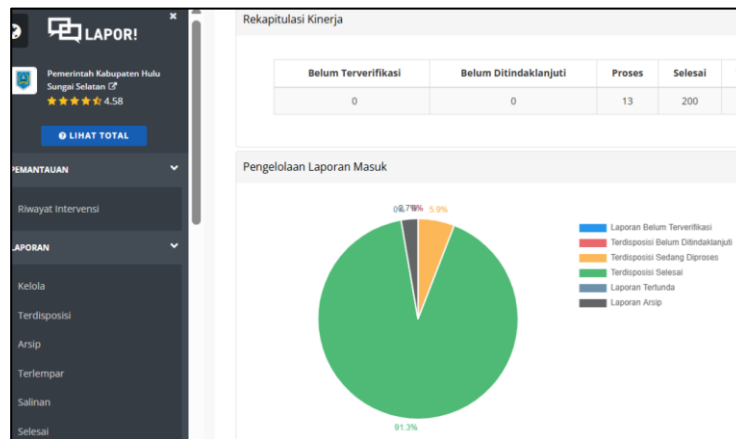 LAPOR!
Pemerintah Kabupaten Hulu
Sungai Selatan
4.58
LIHAT TOTAL
PEMANTAUAN
Riwayat Intervensi
LAPORAN
Kelola
Terdisposisi
Arsip
Terlempar
Salinan
Selesai
Rekapitulasi Kinerja
Belum Terverifikasi Belum Ditindaklanjuti Proses Selesai
0 0 13 200
Pengelolaan Laporan Masuk
5.9%
91.3%
Laporan Belum Terverifikasi
Terdisposisi Belum Ditindaklanjuti
Terdisposisi Sedang Diproses
Terdisposisi Selesai
Laporan Tertunda
Laporan Arsip